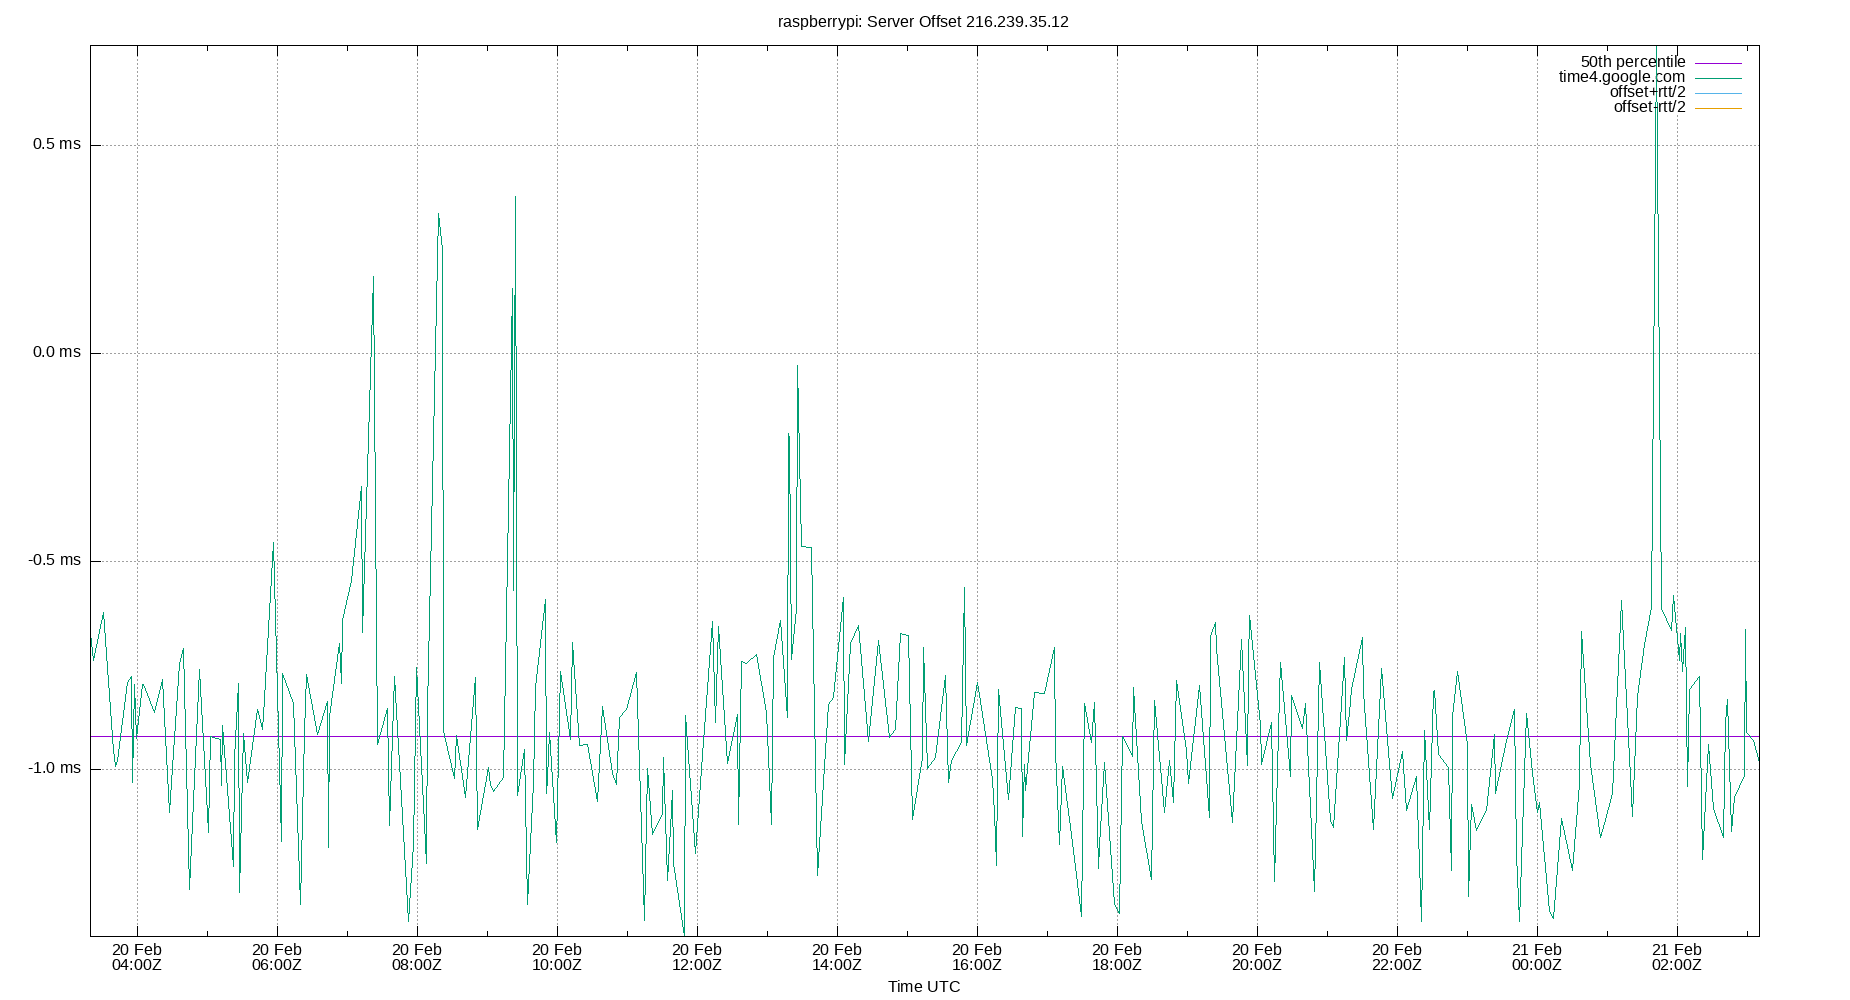 raspberrypi: Server Offset 216.239.35.12
50th percentile
time4.google.com
offset+rtt/2
offset-rtt/2
0.5 ms
0.0 ms
-0.5 ms
-1.0 ms
20 Feb 20 Feb 20 Feb 20 Feb 20 Feb 20 Feb 20 Feb 20 Feb 20 Feb 20 Feb 21 Feb 21 Feb
04:00Z 06:00Z 08:00Z 10:00Z 12:00Z 14:00Z 16:00Z 18:00Z 20:00Z 22:00Z 00:00Z 02:00Z
Time UTC